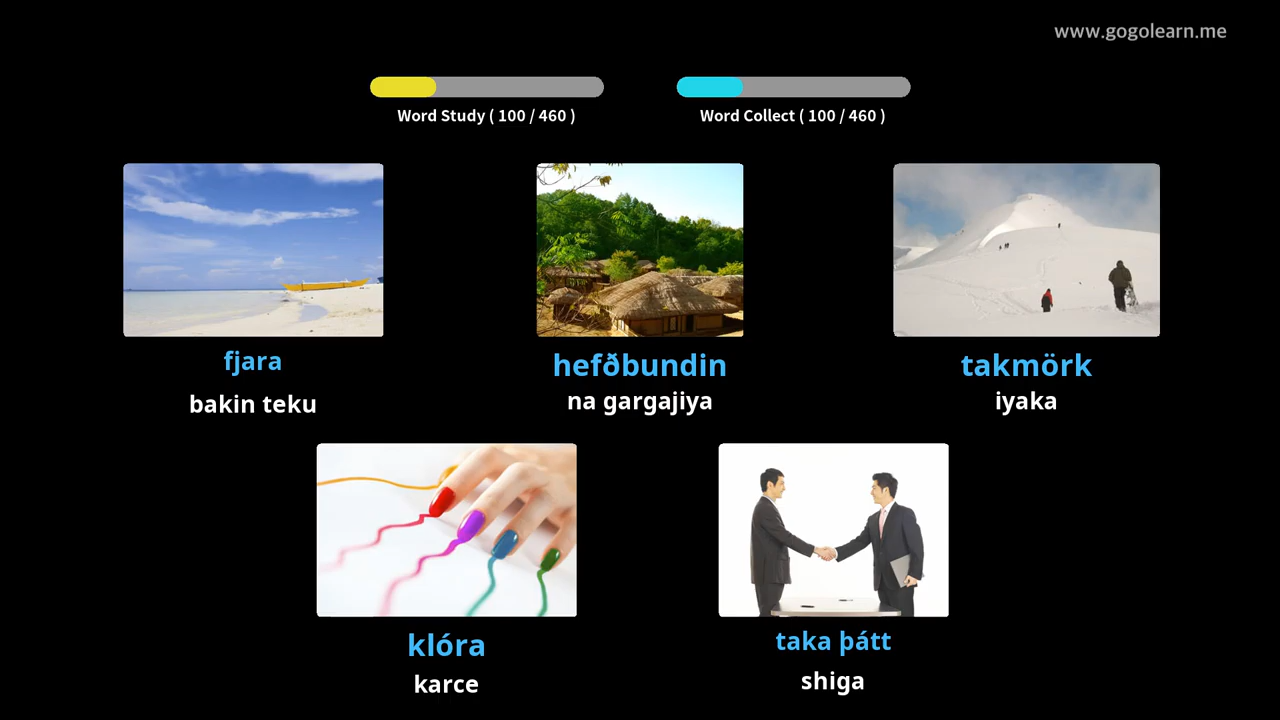 www.gogolearn.me
Word Study ( 100 / 460 )
Word Collect ( 100 / 460 )
fjara
bakin teku
hefðbundin
na gargajiya
takmörk
iyaka
klóra
karce
taka þátt
shiga